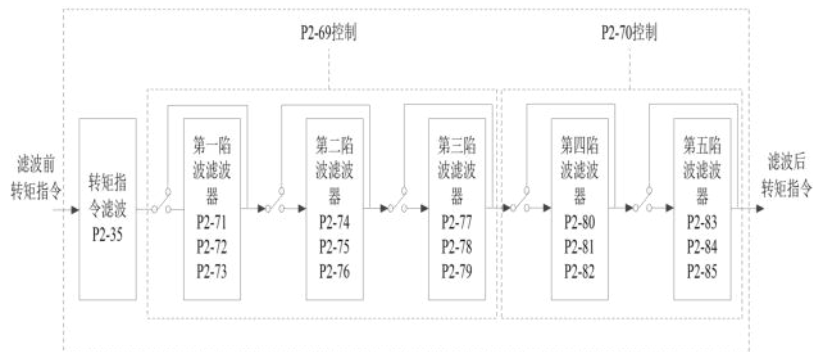 P2-69控制
P2-70控制
滤波前
转矩指令
转矩指
令滤波
P2-35
第一陷
波滤波
器
P2-71
P2-72
P2-73
第二陷
波滤波
器
P2-74
P2-75
P2-76
第三陷
波滤波
器
P2-77
P2-78
P2-79
第四陷
波滤波
器
P2-80
P2-81
P2-82
第五陷
波滤波
器
P2-83
P2-84
P2-85
滤波后
转矩指令